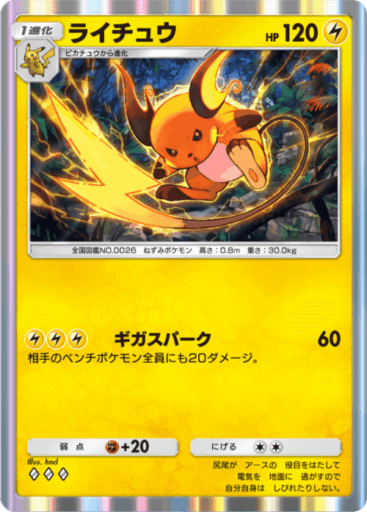 1進化
ライチュウ
HP 120
ピカチュウから進化
全国図鑑NO.0026 ねずみポケモン 高さ：0.8m 重さ：30.0kg
ギガスパーク 60
相手のベンチポケモン全員にも20ダメージ。
弱点 +20 にげる
Illus. hncl
尻尾が アースの 役目をはたして
電気を 地面に 逃がすので
自分自身は しびれたりしない。